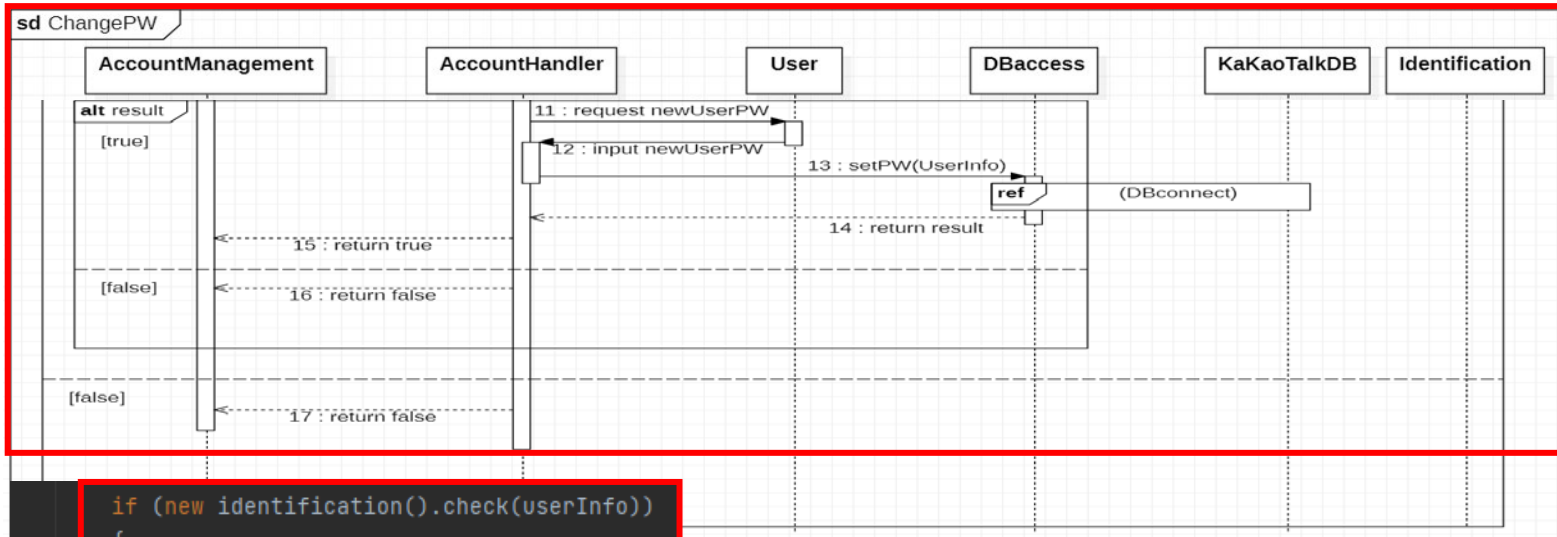 sd ChangePW
AccountManagement AccountHandler User DBaccess KaKaoTalkDB Identification
alt result
11 : request newUserPW
[true]
12 : input newUserPW
13 : setPW(UserInfo)
ref (DBconnect)
14 : return result
15 : return true
[false]
16 : return false
[false]
17 : return false
if (new identification().check(userInfo))
{